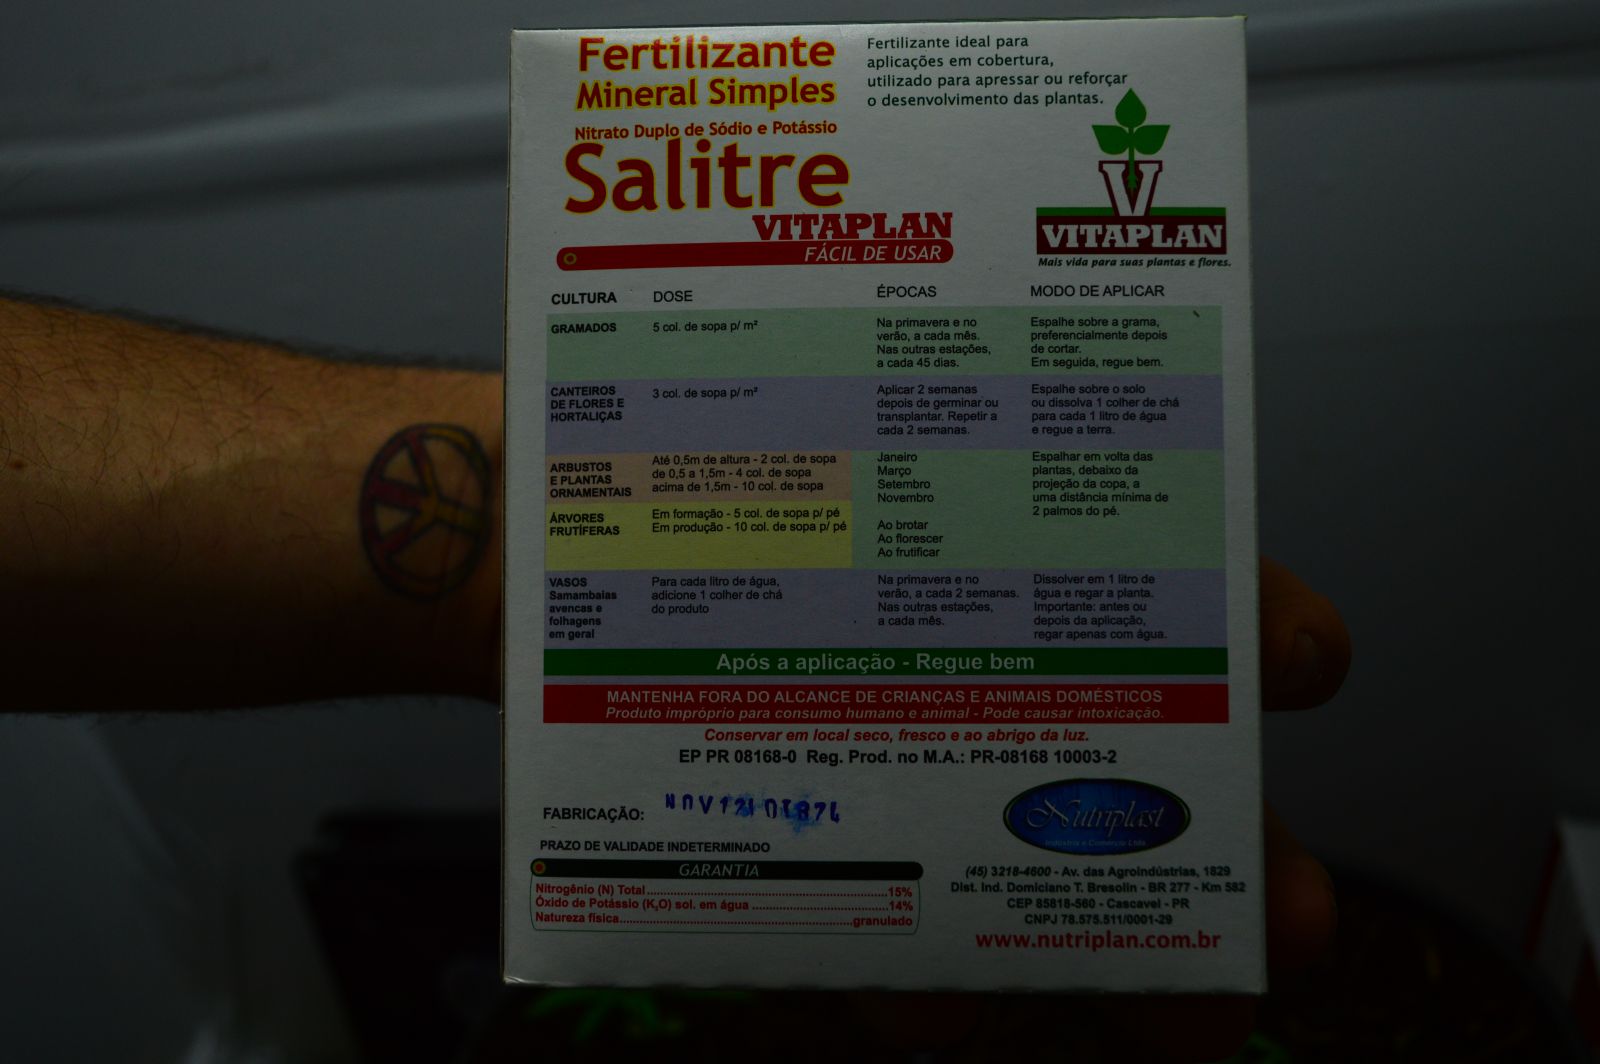 Fertilizante
Mineral Simples
Nitrato Duplo de Sódio e Potássio
Salitre
VITAPLAN
FÁCIL DE USAR
Fertilizante ideal para
aplicações em cobertura,
utilizado para apressar ou reforçar
o desenvolvimento das plantas.
V
VITAPLAN
Mais vida para suas plantas e flores.
CULTURA DOSE ÉPOCAS MODO DE APLICAR
GRAMADOS
5 col. de sopa p/ m²
Na primavera e no
verão, a cada mês.
Nas outras estações,
a cada 45 dias.
Espalhe sobre a grama,
preferencialmente depois
de cortar.
Em seguida, regue bem.
CANTEIROS
DE FLORES E
HORTALIÇAS
3 col. de sopa p/ m²
Aplicar 2 semanas
depois de germinar ou
transplantar. Repetir a
cada 2 semanas.
Espalhe sobre o solo
ou dissolva 1 colher de chá
para cada 1 litro de água
e regue a terra.
ARBUSTOS
E PLANTAS
ORNAMENTAIS
Até 0,5m de altura - 2 col. de sopa
de 0,5 a 1,5m - 4 col. de sopa
acima de 1,5m - 10 col. de sopa
Janeiro
Março
Setembro
Novembro
Espalhar em volta das
plantas, debaixo da
projeção da copa, a
uma distância mínima de
2 palmos do pé.
ÁRVORES
FRUTÍFERAS
Em formação - 5 col. de sopa p/ pé
Em produção - 10 col. de sopa p/ pé
Ao brotar
Ao florescer
Ao frutificar
VASOS
Samambaias
avencas e
folhagens
em geral
Para cada litro de água,
adicione 1 colher de chá
do produto
Na primavera e no
verão, a cada 2 semanas.
Nas outras estações,
a cada mês.
Dissolver em 1 litro de
água e regar a planta.
Importante: antes ou
depois da aplicação,
regar apenas com água.
Após a aplicação - Regue bem
MANTENHA FORA DO ALCANCE DE CRIANÇAS E ANIMAIS DOMÉSTICOS
Produto impróprio para consumo humano e animal - Pode causar intoxicação.
Conservar em local seco, fresco e ao abrigo da luz.
EP PR 08168-0 Reg. Prod. no M.A.: PR-08168 10003-2
FABRICAÇÃO:
PRAZO DE VALIDADE INDETERMINADO
GARANTIA
Nitrogênio (N) Total 15%
Óxido de Potássio (K₂O) sol. em água 14%
Natureza física granulado
Nutriplast
Indústria e Comércio Ltda
(45) 3218-4600 - Av. das Agroindústrias, 1829
Dist. Ind. Domiciano T. Bresolin - BR 277 - Km 582
CEP 85818-560 - Cascavel - PR
CNPJ 78.575.511/0001-29
www.nutriplan.com.br